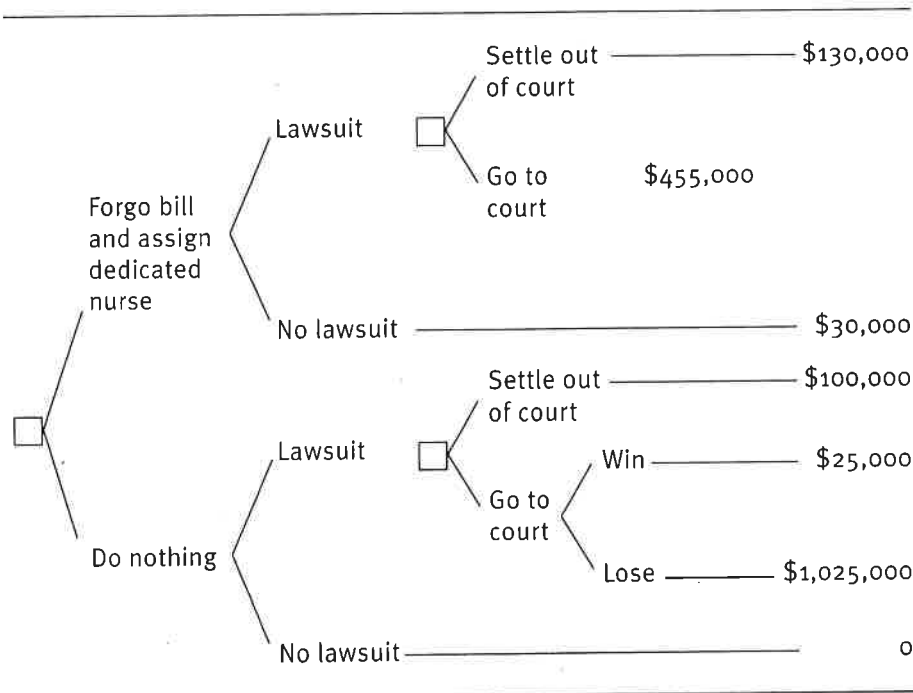 Settle out $130,000
of court
Lawsuit
Go to $455,000
court
Forgo bill
and assign
dedicated
nurse
No lawsuit $30,000
Settle out $100,000
of court
Lawsuit
Win $25,000
Go to
court
Do nothing
Lose $1,025,000
No lawsuit 0